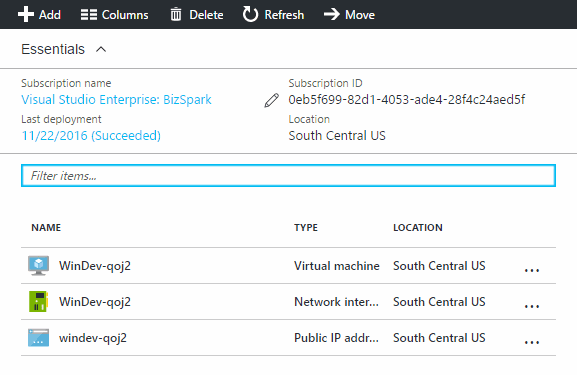 Add Columns Delete Refresh Move
Essentials
Subscription name Subscription ID
Visual Studio Enterprise: BizSpark 0eb5f699-82d1-4053-ade4-28f4c24aed5f
Last deployment Location
11/22/2016 (Succeeded) South Central US
Filter items...
NAME TYPE LOCATION
WinDev-qoj2 Virtual machine South Central US ...
WinDev-qoj2 Network inter... South Central US ...
windev-qoj2 Public IP addr... South Central US ...